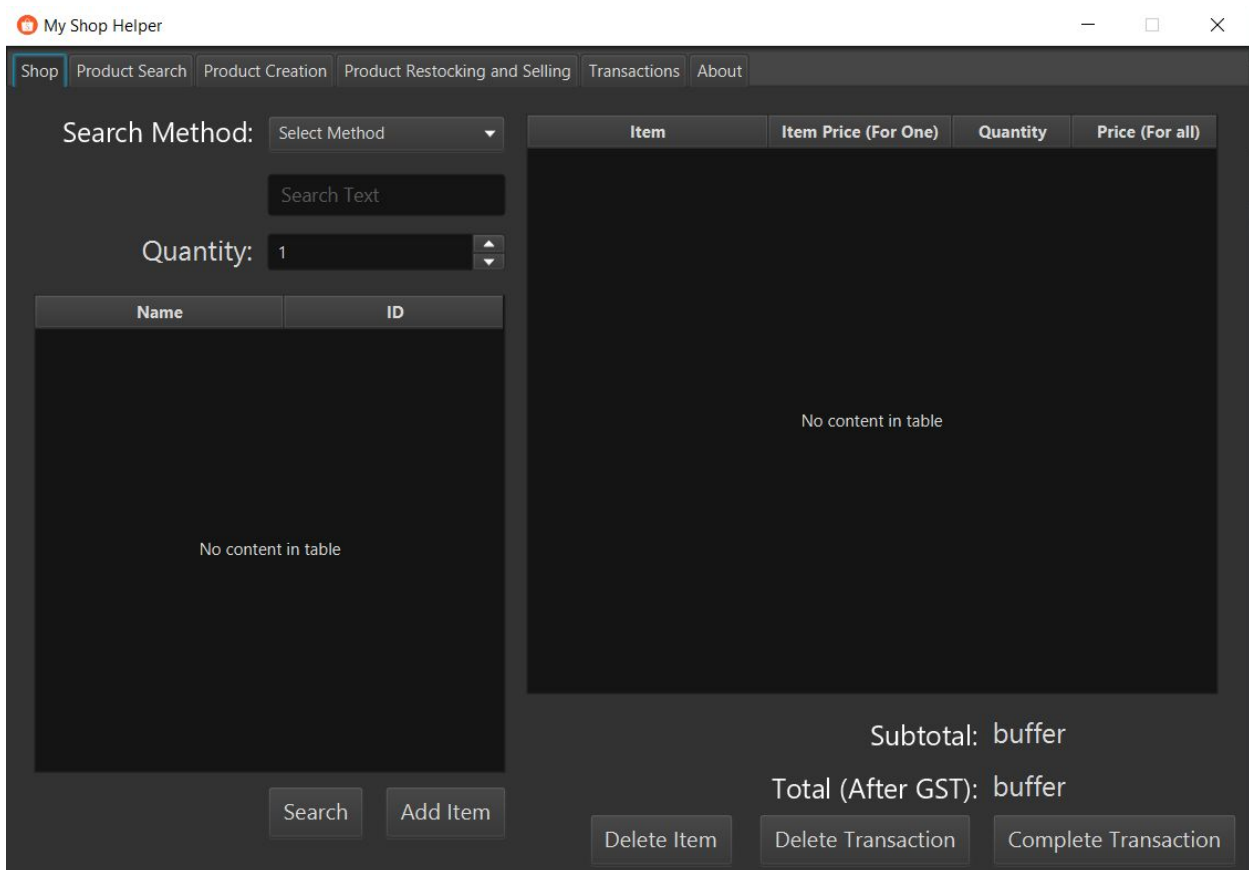 My Shop Helper
Shop Product Search Product Creation Product Restocking and Selling Transactions About
Search Method: Select Method
Search Text
Quantity: 1
Name ID
No content in table
Search Add Item
Item Item Price (For One) Quantity Price (For all)
No content in table
Subtotal: buffer
Total (After GST): buffer
Delete Item Delete Transaction Complete Transaction